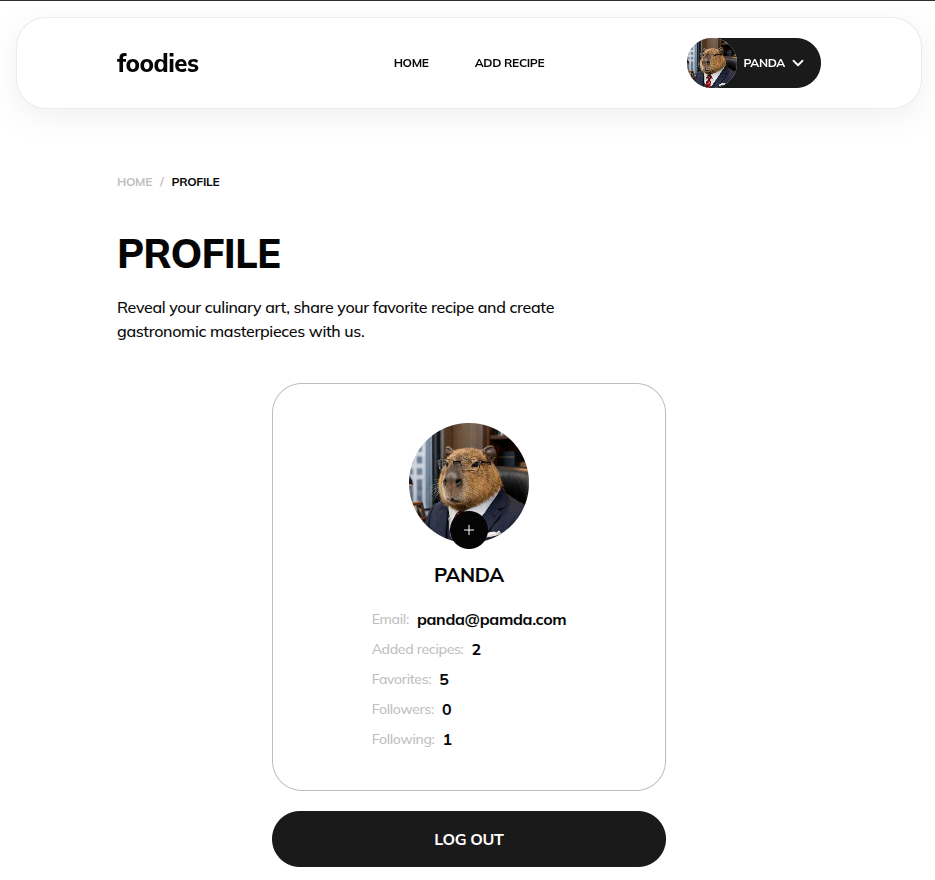 foodies
HOME
ADD RECIPE
PANDA
HOME / PROFILE
PROFILE
Reveal your culinary art, share your favorite recipe and create
gastronomic masterpieces with us.
PANDA
Email: panda@pamda.com
Added recipes: 2
Favorites: 5
Followers: 0
Following: 1
LOG OUT